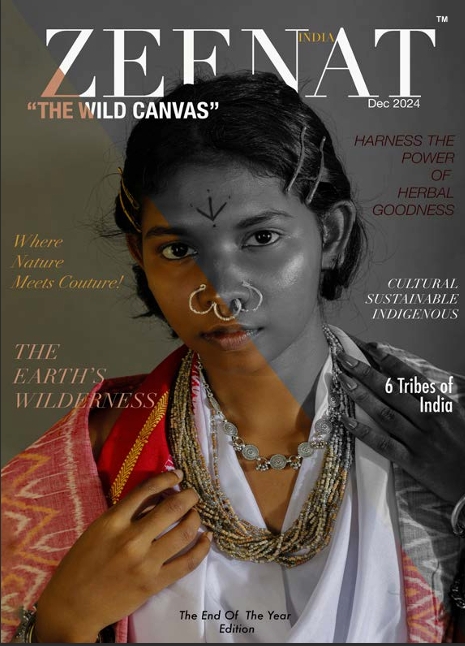 ™
ZEENAT
INDIA
Dec 2024
“THE WILD CANVAS”
HARNESS THE
POWER
OF
HERBAL
GOODNESS
Where
Nature
Meets Couture!
CULTURAL
SUSTAINABLE
INDIGENOUS
THE
EARTH'S
WILDERNESS
6 Tribes of
India
The End Of The Year
Edition